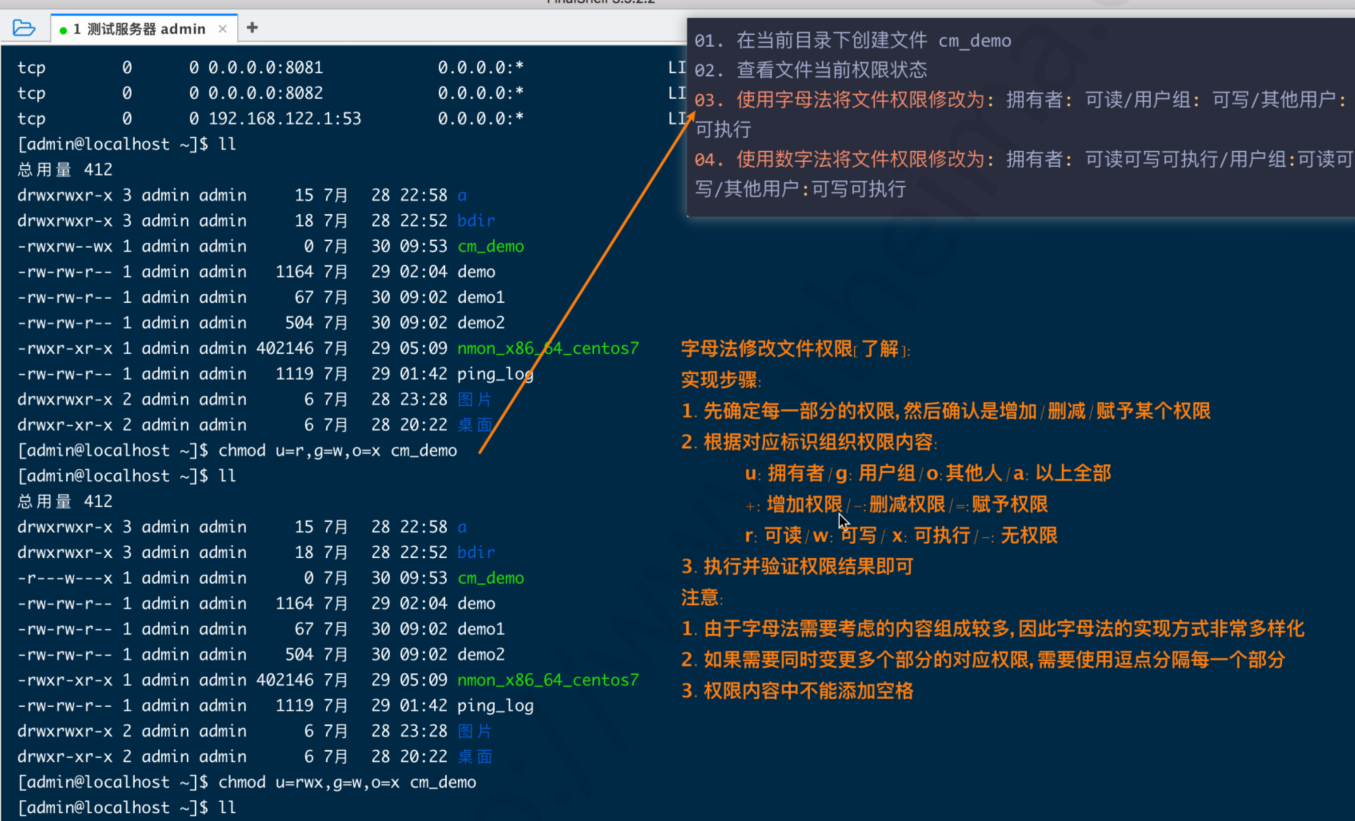 1 测试服务器 admin × +
tcp 0 0 0.0.0.0:8081 0.0.0.0:* LI
tcp 0 0 0.0.0.0:8082 0.0.0.0:* LI
tcp 0 0 192.168.122.1:53 0.0.0.0:* LI
[admin@localhost ~]$ ll
总用量 412
drwxrwxr-x 3 admin admin 15 7月 28 22:58 a
drwxrwxr-x 3 admin admin 18 7月 28 22:52 bdir
-rwxrw--wx 1 admin admin 0 7月 30 09:53 cm_demo
-rw-rw-r-- 1 admin admin 1164 7月 29 02:04 demo
-rw-rw-r-- 1 admin admin 67 7月 30 09:02 demo1
-rw-rw-r-- 1 admin admin 504 7月 30 09:02 demo2
-rwxr-xr-x 1 admin admin 402146 7月 29 05:09 nmon_x86_64_centos7
-rw-rw-r-- 1 admin admin 1119 7月 29 01:42 ping_log
drwxrwxr-x 2 admin admin 6 7月 28 23:28 图片
drwxr-xr-x 2 admin admin 6 7月 28 20:22 桌面
[admin@localhost ~]$ chmod u=r,g=w,o=x cm_demo
[admin@localhost ~]$ ll
总用量 412
drwxrwxr-x 3 admin admin 15 7月 28 22:58 a
drwxrwxr-x 3 admin admin 18 7月 28 22:52 bdir
-r---w---x 1 admin admin 0 7月 30 09:53 cm_demo
-rw-rw-r-- 1 admin admin 1164 7月 29 02:04 demo
-rw-rw-r-- 1 admin admin 67 7月 30 09:02 demo1
-rw-rw-r-- 1 admin admin 504 7月 30 09:02 demo2
-rwxr-xr-x 1 admin admin 402146 7月 29 05:09 nmon_x86_64_centos7
-rw-rw-r-- 1 admin admin 1119 7月 29 01:42 ping_log
drwxrwxr-x 2 admin admin 6 7月 28 23:28 图片
drwxr-xr-x 2 admin admin 6 7月 28 20:22 桌面
[admin@localhost ~]$ chmod u=rwx,g=w,o=x cm_demo
[admin@localhost ~]$ ll
01. 在当前目录下创建文件 cm_demo
02. 查看文件当前权限状态
03. 使用字母法将文件权限修改为: 拥有者: 可读/用户组: 可写/其他用户:
可执行
04. 使用数字法将文件权限修改为: 拥有者: 可读可写可执行/用户组:可读可
写/其他用户:可写可执行
字母法修改文件权限[了解]:
实现步骤:
1. 先确定每一部分的权限,然后确认是增加/删减/赋予某个权限
2. 根据对应标识组织权限内容:
u: 拥有者/g: 用户组/o:其他人/a: 以上全部
+: 增加权限/-:删减权限/=:赋予权限
r: 可读/w: 可写/ x: 可执行/-: 无权限
3. 执行并验证权限结果即可
注意:
1. 由于字母法需要考虑的内容组成较多,因此字母法的实现方式非常多样化
2. 如果需要同时变更多个部分的对应权限,需要使用逗点分隔每一个部分
3. 权限内容中不能添加空格